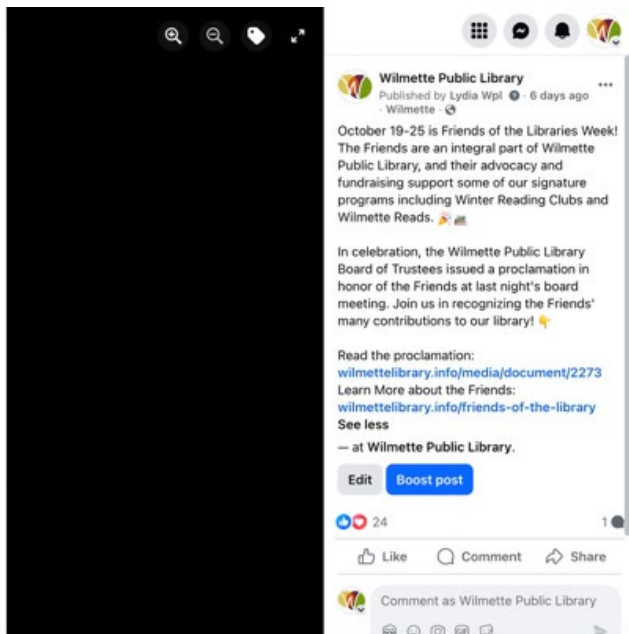 Wilmette Public Library
Published by Lydia Wpl · 6 days ago
· Wilmette ·
October 19-25 is Friends of the Libraries Week!
The Friends are an integral part of Wilmette
Public Library, and their advocacy and
fundraising support some of our signature
programs including Winter Reading Clubs and
Wilmette Reads. 🎉📚
In celebration, the Wilmette Public Library
Board of Trustees issued a proclamation in
honor of the Friends at last night's board
meeting. Join us in recognizing the Friends'
many contributions to our library! 👇
Read the proclamation:
wilmettelibrary.info/media/document/2273
Learn More about the Friends:
wilmettelibrary.info/friends-of-the-library
See less
— at Wilmette Public Library.
Edit Boost post
24 1
Like Comment Share
Comment as Wilmette Public Library